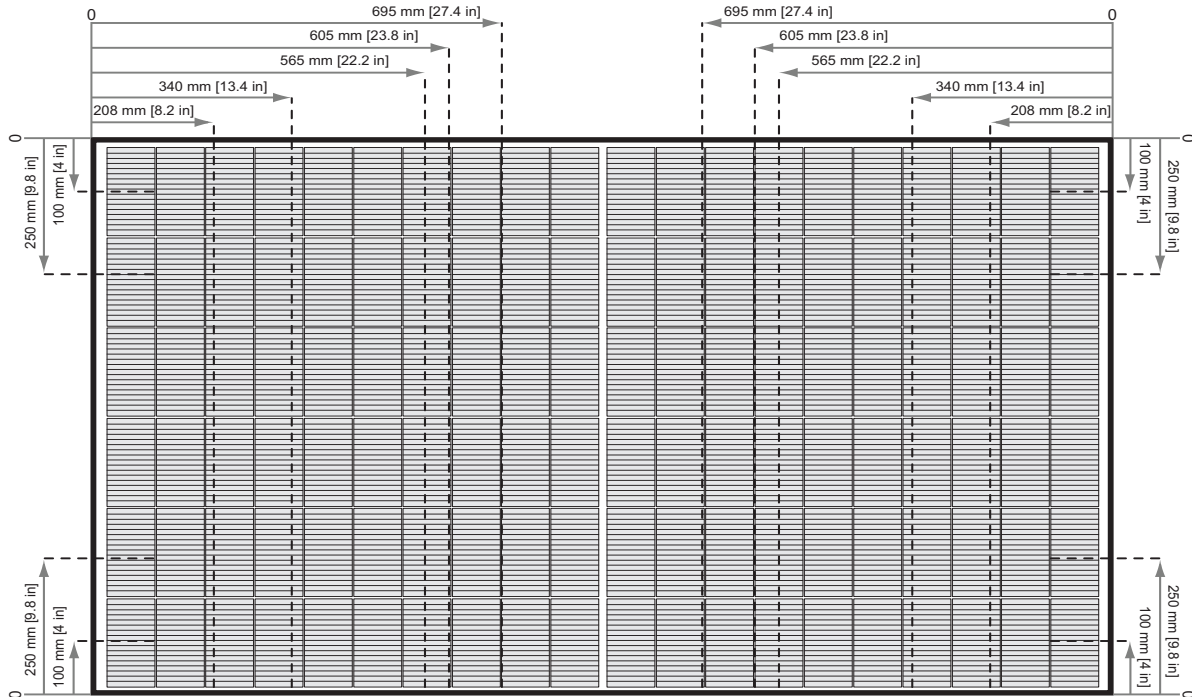 0
695 mm [27.4 in]
695 mm [27.4 in]
0
605 mm [23.8 in]
605 mm [23.8 in]
565 mm [22.2 in]
565 mm [22.2 in]
340 mm [13.4 in]
340 mm [13.4 in]
208 mm [8.2 in]
208 mm [8.2 in]
0
0
250 mm [9.8 in]
100 mm [4 in]
100 mm [4 in]
250 mm [9.8 in]
250 mm [9.8 in]
100 mm [4 in]
100 mm [4 in]
250 mm [9.8 in]
0
0